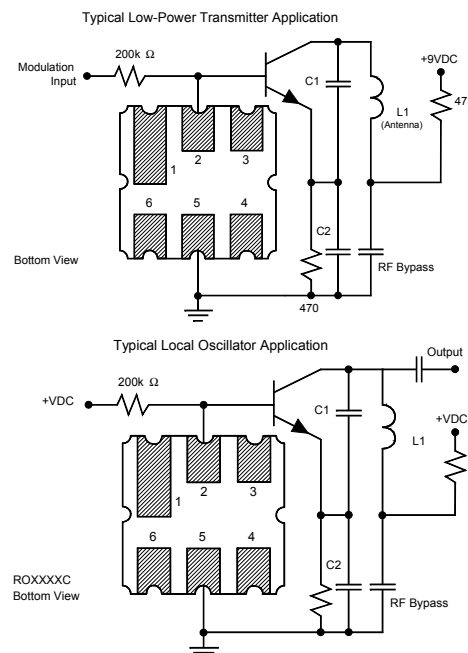 Typical Low-Power Transmitter Application
Modulation
Input
200k Ω
C1
+9VDC
47
L1
(Antenna)
1
2
3
6
5
4
C2
RF Bypass
470
Bottom View
Typical Local Oscillator Application
Output
+VDC
200k Ω
C1
+VDC
L1
1
2
3
6
5
4
C2
RF Bypass
ROXXXXC
Bottom View